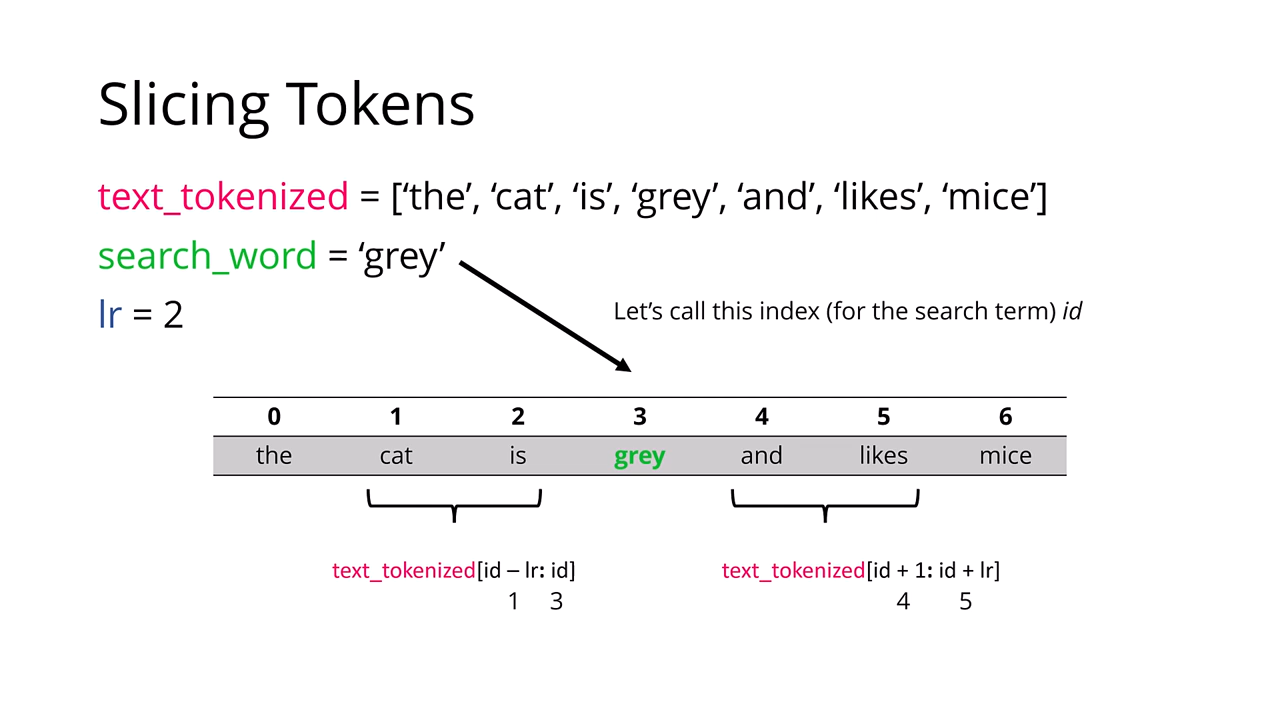 Slicing Tokens
text_tokenized = [‘the’, ‘cat’, ‘is’, ‘grey’, ‘and’, ‘likes’, ‘mice’]
search_word = ‘grey’
lr = 2
Let’s call this index (for the search term) id
0 1 2 3 4 5 6
the cat is grey and likes mice
text_tokenized[id – lr: id]
1 3
text_tokenized[id + 1: id + lr]
4 5